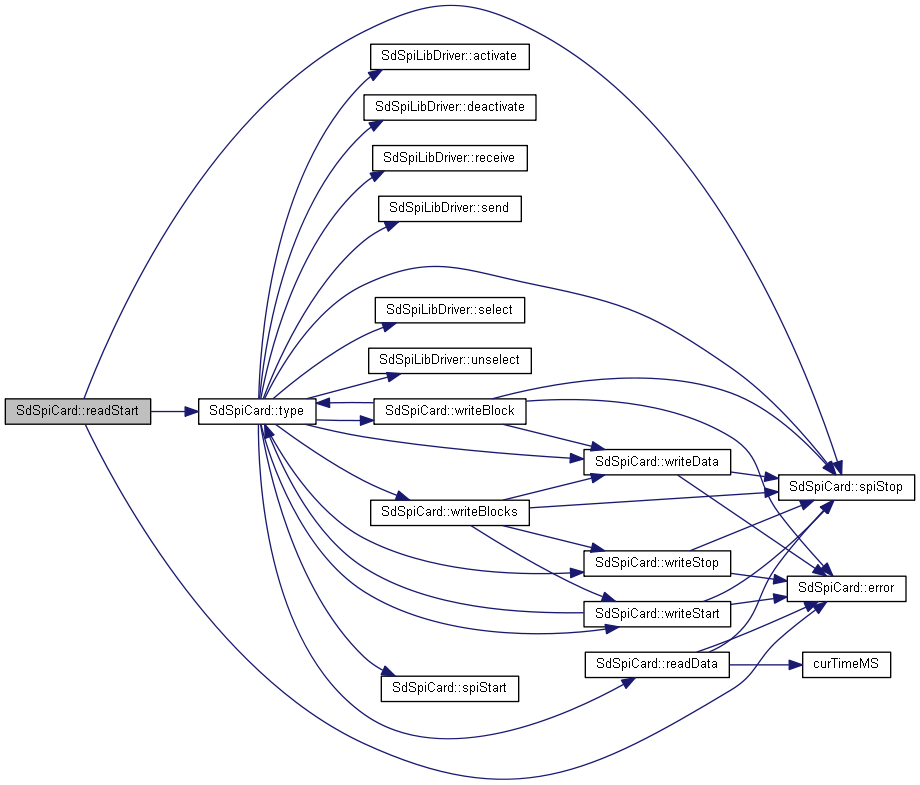 SdSpiLibDriver::activate
SdSpiLibDriver::deactivate
SdSpiLibDriver::receive
SdSpiLibDriver::send
SdSpiLibDriver::select
SdSpiLibDriver::unselect
SdSpiCard::readStart
SdSpiCard::type
SdSpiCard::writeBlock
SdSpiCard::writeData
SdSpiCard::spiStop
SdSpiCard::writeBlocks
SdSpiCard::writeStop
SdSpiCard::error
SdSpiCard::writeStart
SdSpiCard::readData
curTimeMS
SdSpiCard::spiStart